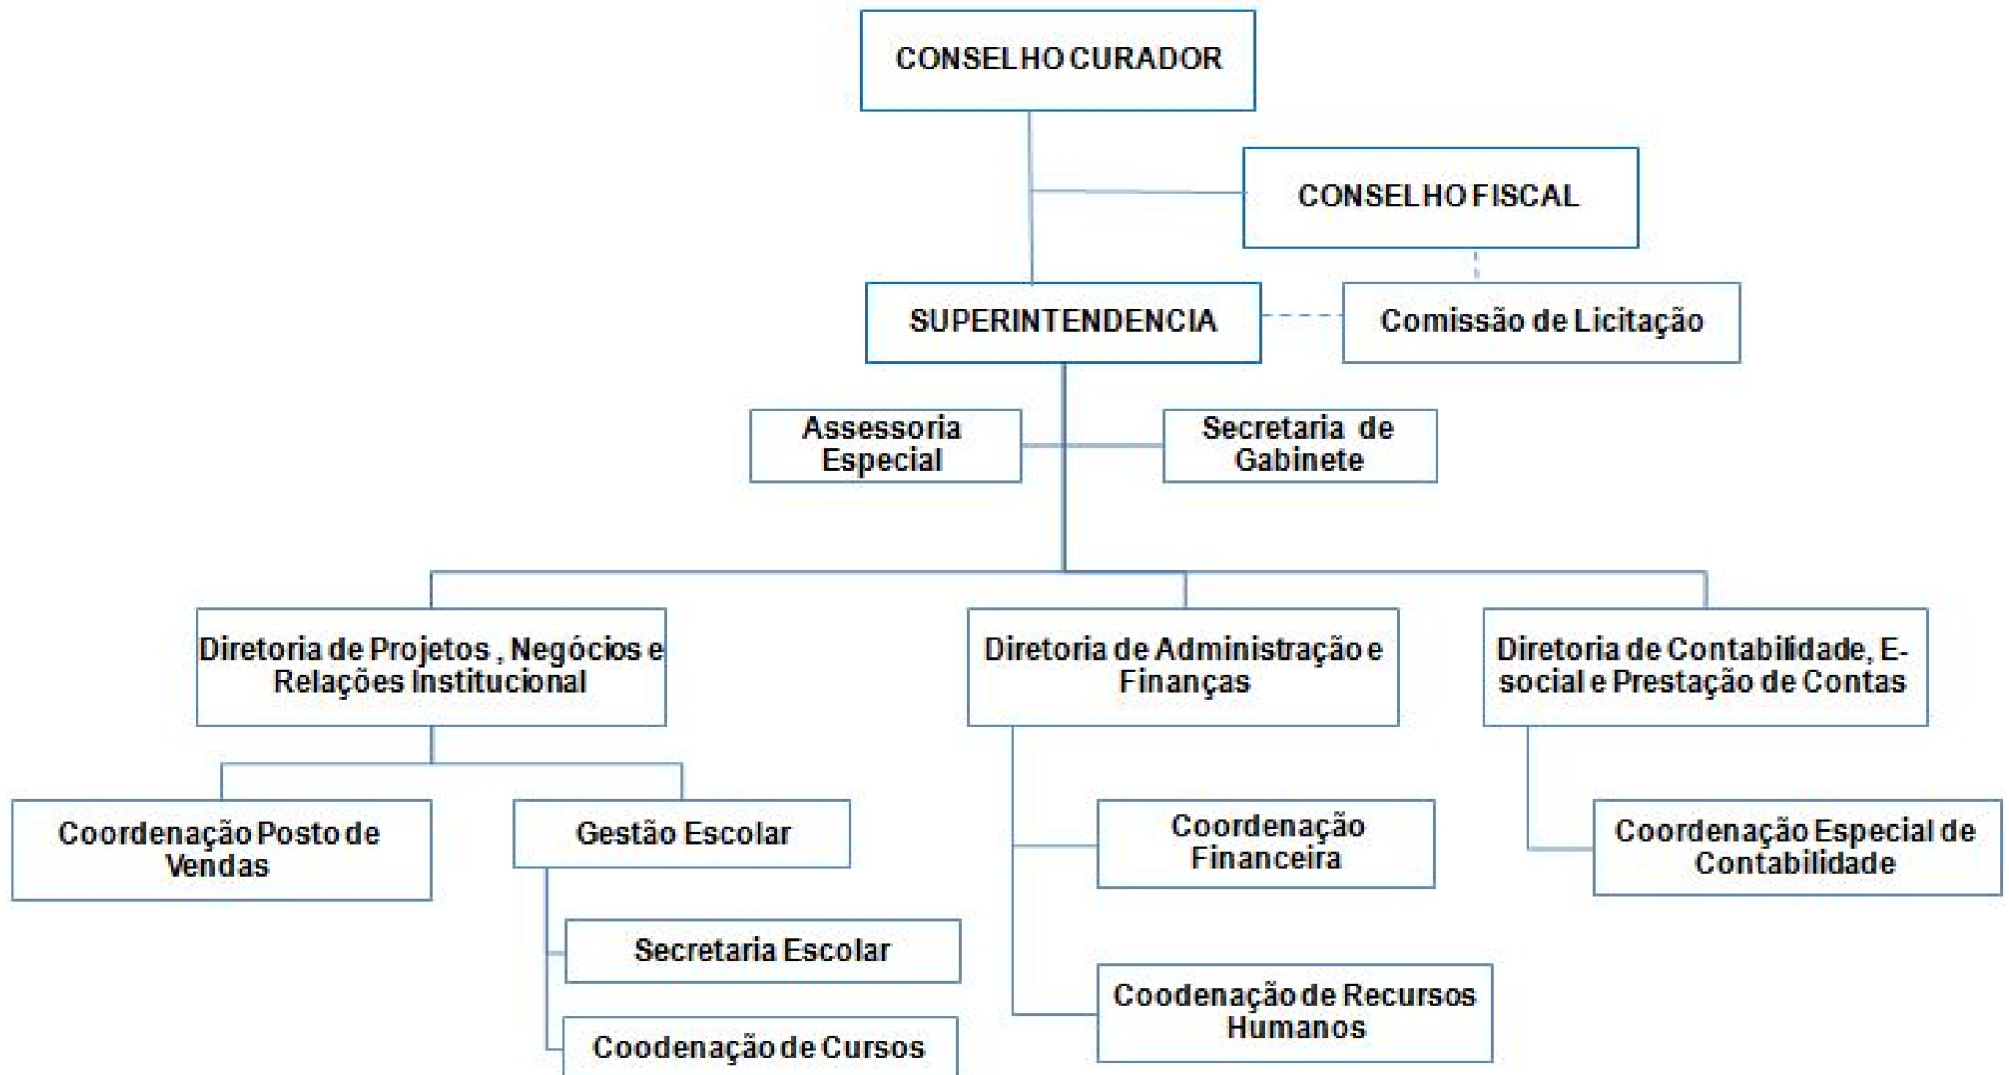 CONSELHO CURADOR
CONSELHO FISCAL
SUPERINTENDENCIA
Comissão de Licitação
Assessoria
Especial
Secretaria de
Gabinete
Diretoria de Projetos , Negócios e
Relações Institucional
Diretoria de Administração e
Finanças
Diretoria de Contabilidade, E-
social e Prestação de Contas
Coordenação Posto de
Vendas
Gestão Escolar
Coordenação
Financeira
Coordenação Especial de
Contabilidade
Secretaria Escolar
Coodenação de Recursos
Humanos
Coodenação de Cursos